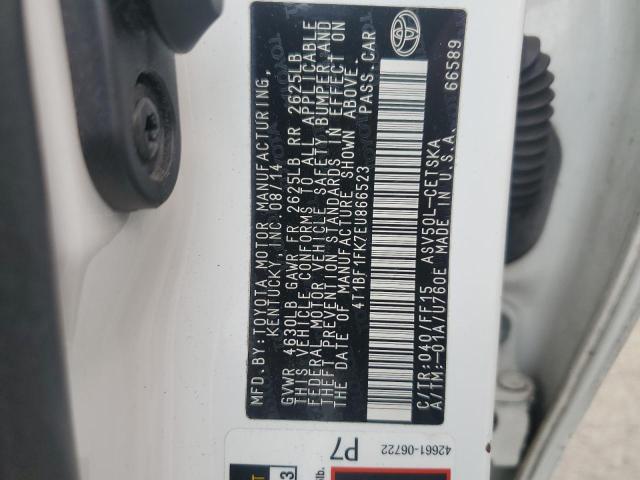 MFD.BY:TOYOTA MOTOR MANUFACTURING,
KENTUCKY,INC. 08/14
GVWR 4630LB GAWR FR 2625LB RR 2625LB
THIS VEHICLE CONFORMS TO ALL APPLICABLE
FEDERAL MOTOR VEHICLE SAFETY, BUMPER, AND
THEFT PREVENTION STANDARDS IN EFFECT ON
THE DATE OF MANUFACTURE SHOWN ABOVE.
4T1BF1FK7EU866523 PASS.CAR
C/TR:040/FF15 ASV50L-CETSKA
A/TM:-01A/U760E MADE IN U.S.A.
66589
42661-06722
P7
lb.
3